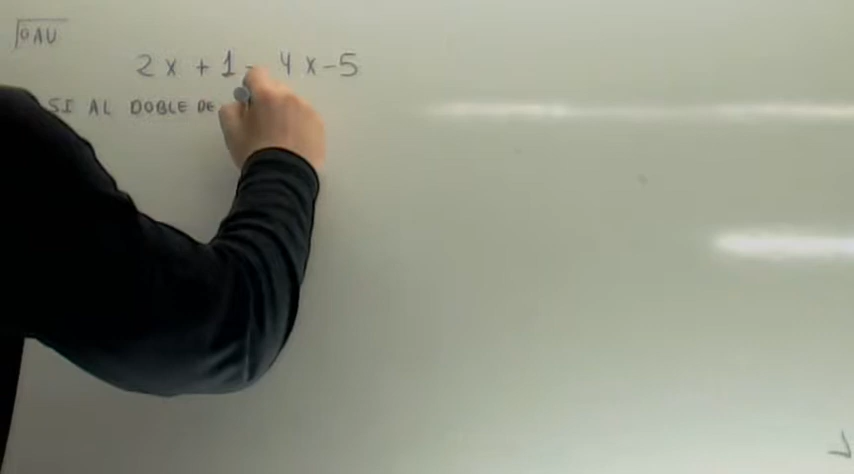 OAU
2x + 1 - 4x - 5
SI AL DOBLE DE